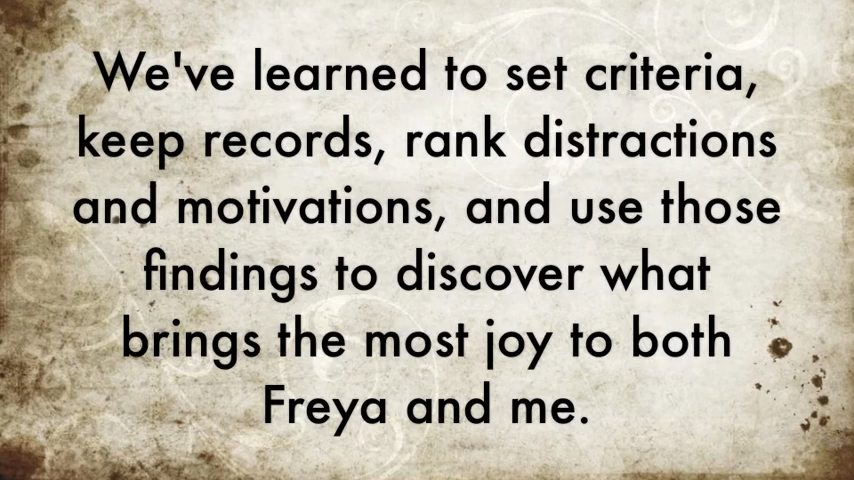 We've learned to set criteria,
keep records, rank distractions
and motivations, and use those
findings to discover what
brings the most joy to both
Freya and me.